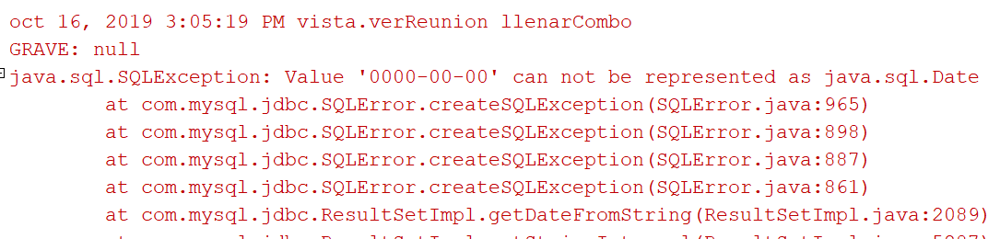 oct 16, 2019 3:05:19 PM vista.verReunion llenarCombo
GRAVE: null
java.sql.SQLException: Value '0000-00-00' can not be represented as java.sql.Date
at com.mysql.jdbc.SQLError.createSQLException(SQLError.java:965)
at com.mysql.jdbc.SQLError.createSQLException(SQLError.java:898)
at com.mysql.jdbc.SQLError.createSQLException(SQLError.java:887)
at com.mysql.jdbc.SQLError.createSQLException(SQLError.java:861)
at com.mysql.jdbc.ResultSetImpl.getDateFromString(ResultSetImpl.java:2089)